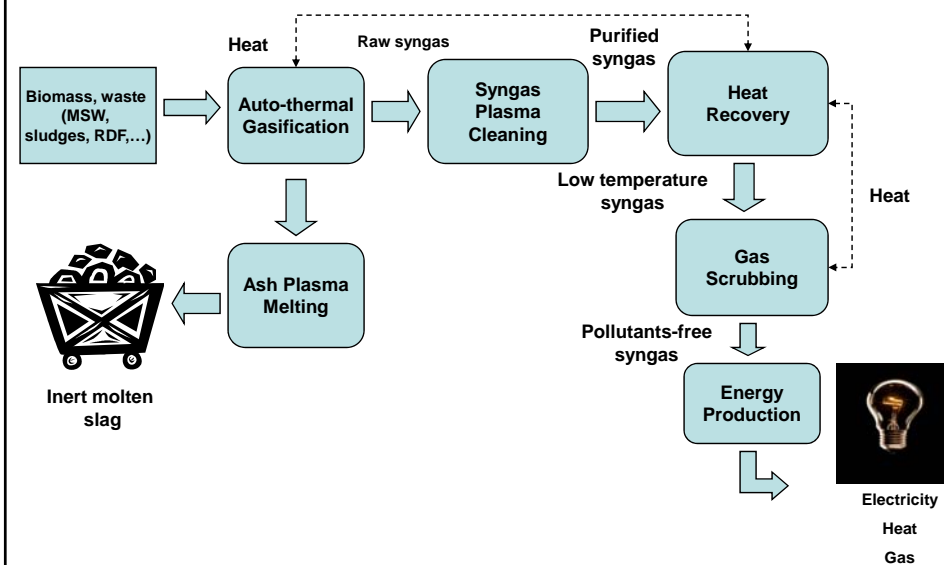 Heat
Raw syngas
Purified
syngas
Biomass, waste
(MSW,
sludges, RDF,...)
Auto-thermal
Gasification
Syngas
Plasma
Cleaning
Heat
Recovery
Low temperature
syngas
Heat
Ash Plasma
Melting
Gas
Scrubbing
Inert molten
slag
Pollutants-free
syngas
Energy
Production
Electricity
Heat
Gas